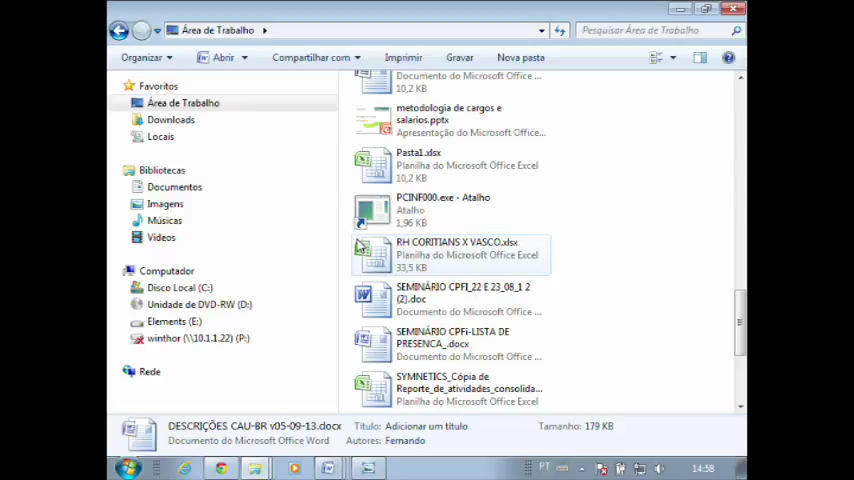 Área de Trabalho
Pesquisar Área de Trabalho
Organizar
Abrir
Compartilhar com
Imprimir
Gravar
Nova pasta
Favoritos
Área de Trabalho
Downloads
Locais
Bibliotecas
Documentos
Imagens
Músicas
Vídeos
Computador
Disco Local (C:)
Unidade de DVD-RW (D:)
Elements (E:)
winthor (\\10.1.1.22) (P:)
Rede
Documento do Microsoft Office ...
10,2 KB
metodologia de cargos e
salarios.pptx
Apresentação do Microsoft Office...
Pasta1.xlsx
Planilha do Microsoft Office Excel
10,2 KB
PCINF000.exe - Atalho
Atalho
1,96 KB
RH CORITIANS X VASCO.xlsx
Planilha do Microsoft Office Excel
33,5 KB
SEMINÁRIO CPFI_22 E 23_08_1 2
(2).doc
Documento do Microsoft Office ...
SEMINÁRIO CPFi-LISTA DE
PRESENCA_.docx
Documento do Microsoft Office ...
SYMNETICS_Cópia de
Reporte_de_atividades_consolida...
Planilha do Microsoft Office Excel
DESCRIÇÕES CAU-BR v05-09-13.docx
Título: Adicionar um título
Tamanho: 179 KB
Documento do Microsoft Office Word
Autores: Fernando
PT
14:58